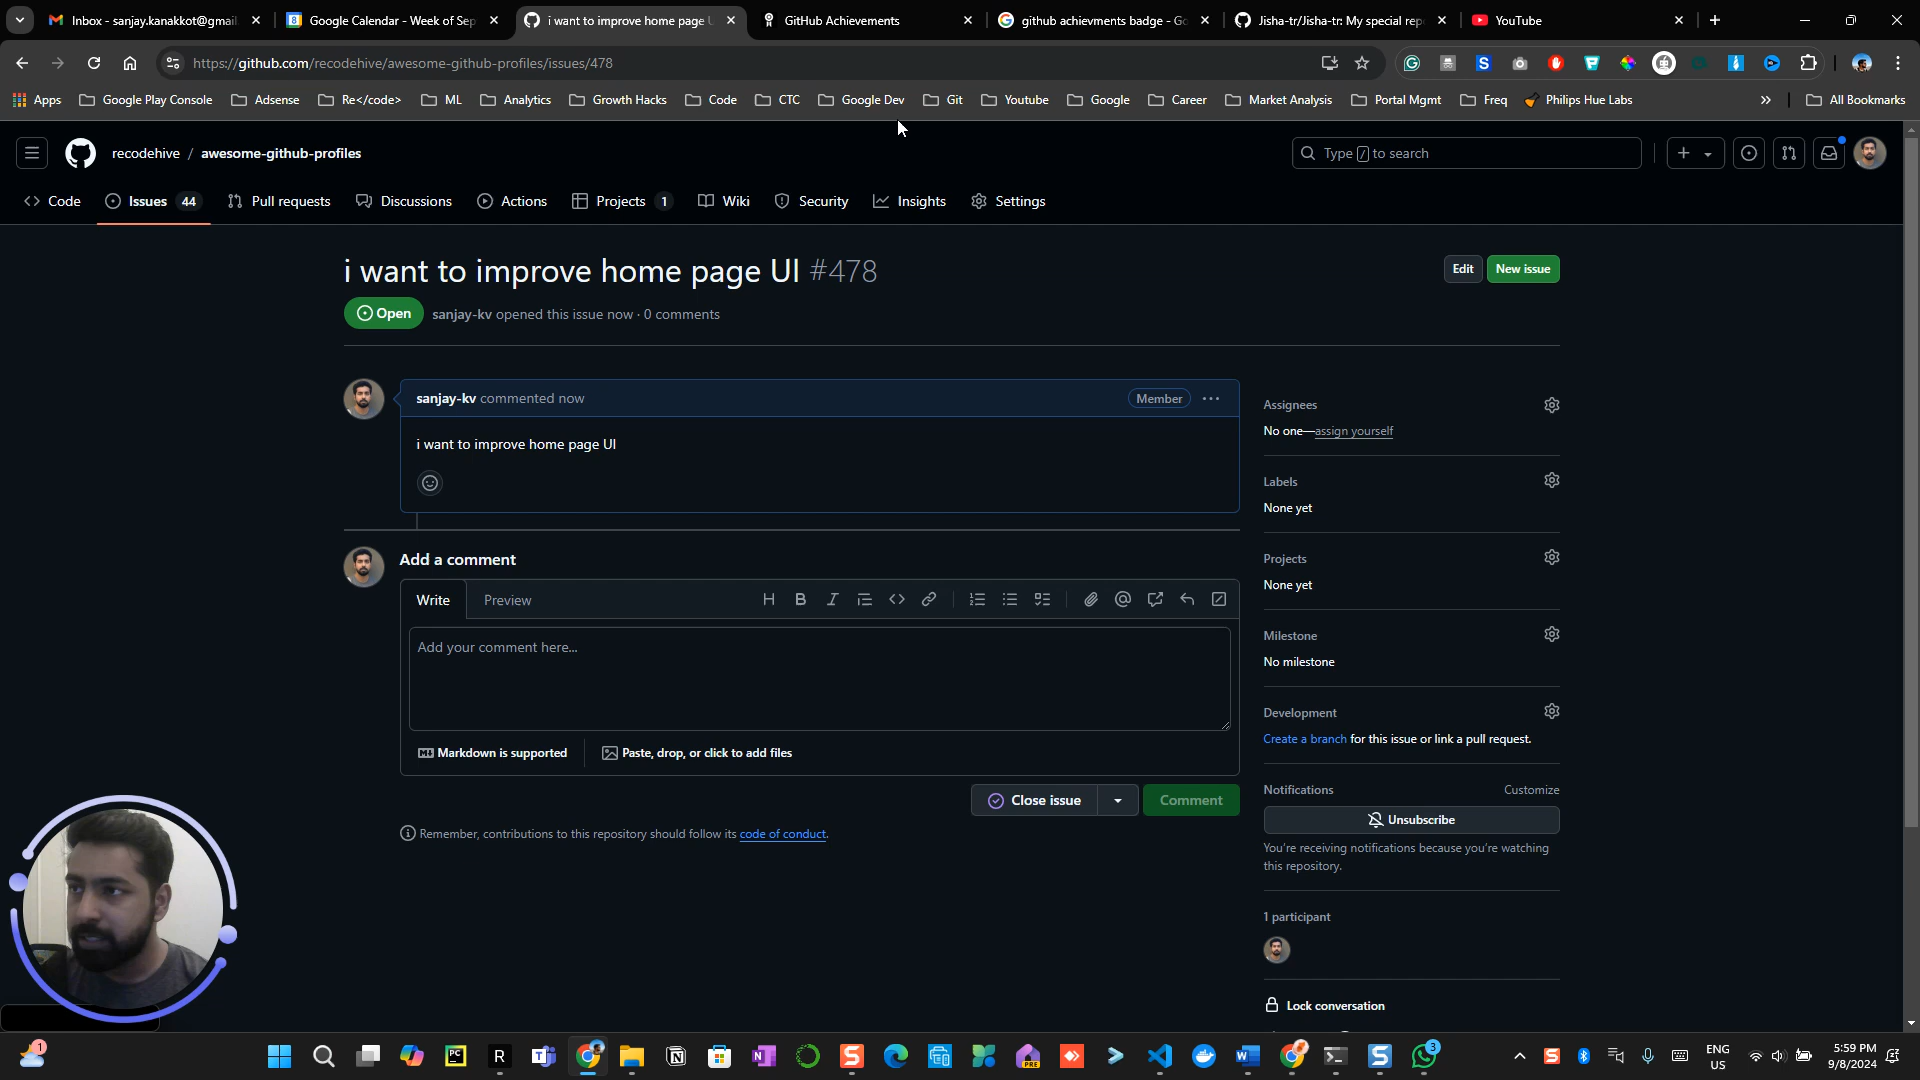 Inbox - sanjay.kanakkot@gmail
Google Calendar - Week of Sep
i want to improve home page U
GitHub Achievements
github achievments badge - Go
Jisha-tr/Jisha-tr: My special rep
YouTube
https://github.com/recodehive/awesome-github-profiles/issues/478
Apps
Google Play Console
Adsense
Re</code>
ML
Analytics
Growth Hacks
Code
CTC
Google Dev
Git
Youtube
Google
Career
Market Analysis
Portal Mgmt
Freq
Philips Hue Labs
All Bookmarks
recodehive / awesome-github-profiles
Type / to search
Code
Issues 44
Pull requests
Discussions
Actions
Projects 1
Wiki
Security
Insights
Settings
i want to improve home page UI #478
Edit
New issue
Open
sanjay-kv opened this issue now · 0 comments
sanjay-kv commented now
Member
i want to improve home page UI
Add a comment
Write
Preview
Add your comment here...
Markdown is supported
Paste, drop, or click to add files
Close issue
Comment
Remember, contributions to this repository should follow its code of conduct.
Assignees
No one—assign yourself
Labels
None yet
Projects
None yet
Milestone
No milestone
Development
Create a branch for this issue or link a pull request.
Notifications
Customize
Unsubscribe
You're receiving notifications because you're watching
this repository.
1 participant
Lock conversation
1
PC
R
PRE
3
ENG
US
5:59 PM
9/8/2024